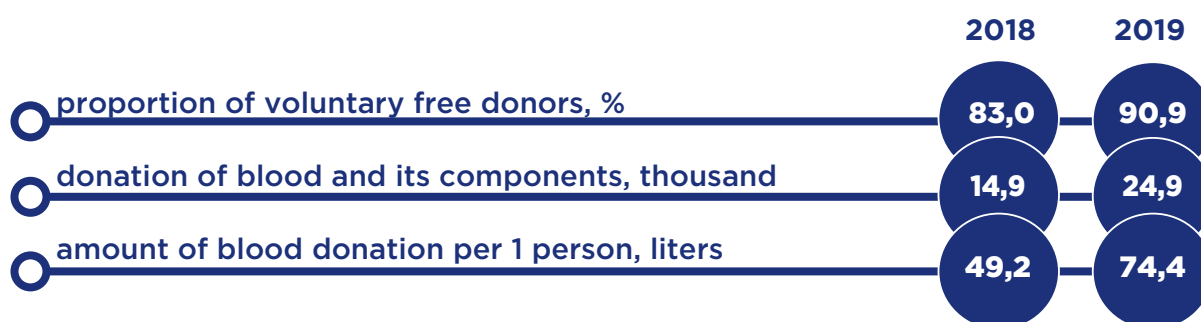 2018 2019
proportion of voluntary free donors, % 83,0 90,9
donation of blood and its components, thousand 14,9 24,9
amount of blood donation per 1 person, liters 49,2 74,4